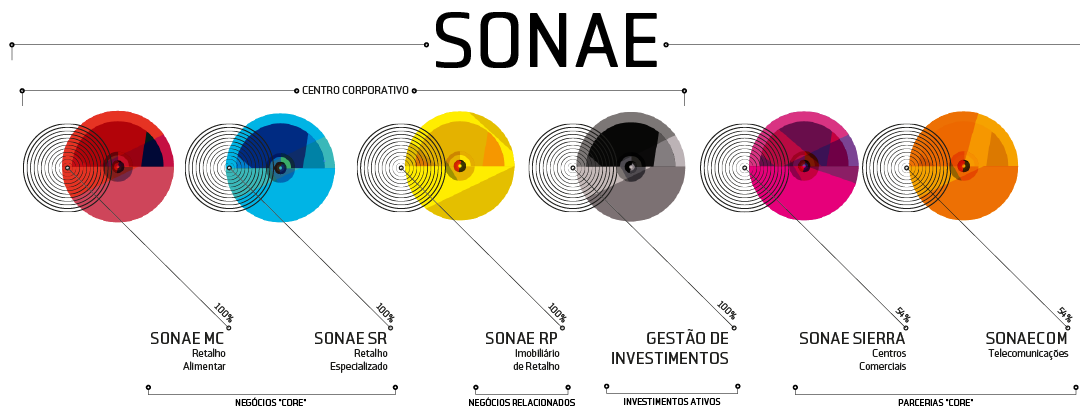 SONAE
CENTRO CORPORATIVO
100%
100%
100%
100%
54%
54%
SONAE MC
Retalho
Alimentar
SONAE SR
Retalho
Especializado
SONAE RP
Imobiliário
de Retalho
GESTÃO DE
INVESTIMENTOS
SONAE SIERRA
Centros
Comerciais
SONAECOM
Telecomunicações
NEGÓCIOS "CORE"
NEGÓCIOS RELACIONADOS
INVESTIMENTOS ATIVOS
PARCERIAS "CORE"